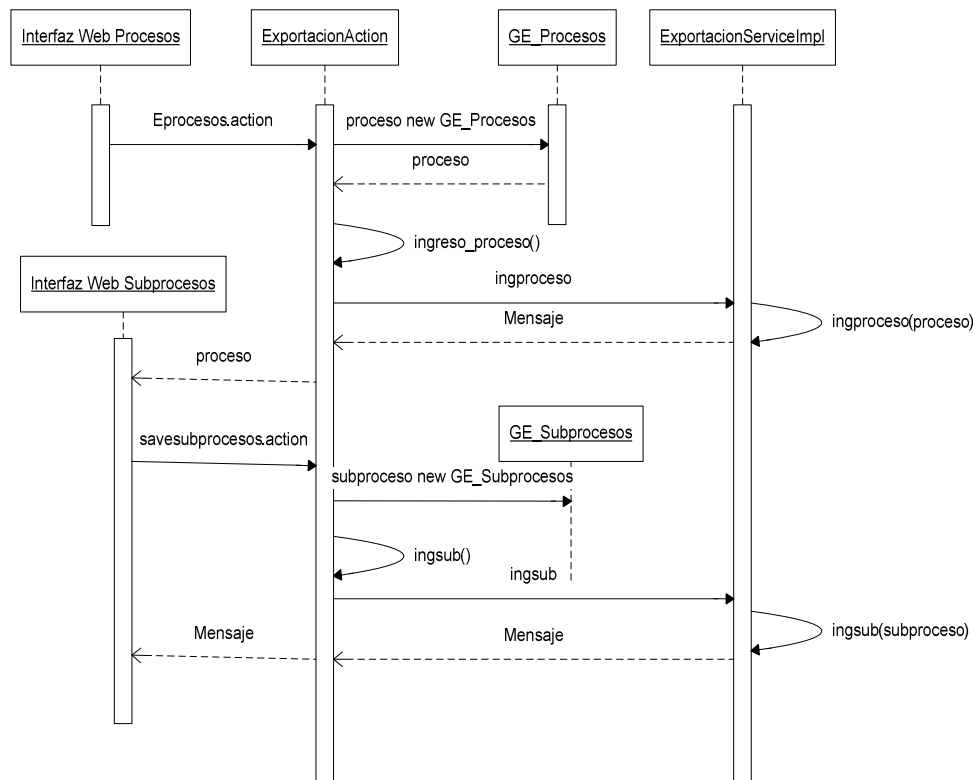 Interfaz Web Procesos
ExportacionAction
GE_Procesos
ExportacionServiceImpl
Eprocesos.action
proceso new GE_Procesos
proceso
ingreso_proceso()
Interfaz Web Subprocesos
ingproceso
Mensaje
ingproceso(proceso)
proceso
GE_Subprocesos
savesubprocesos.action
subproceso new GE_Subprocesos
ingsub()
ingsub
Mensaje
Mensaje
ingsub(subproceso)